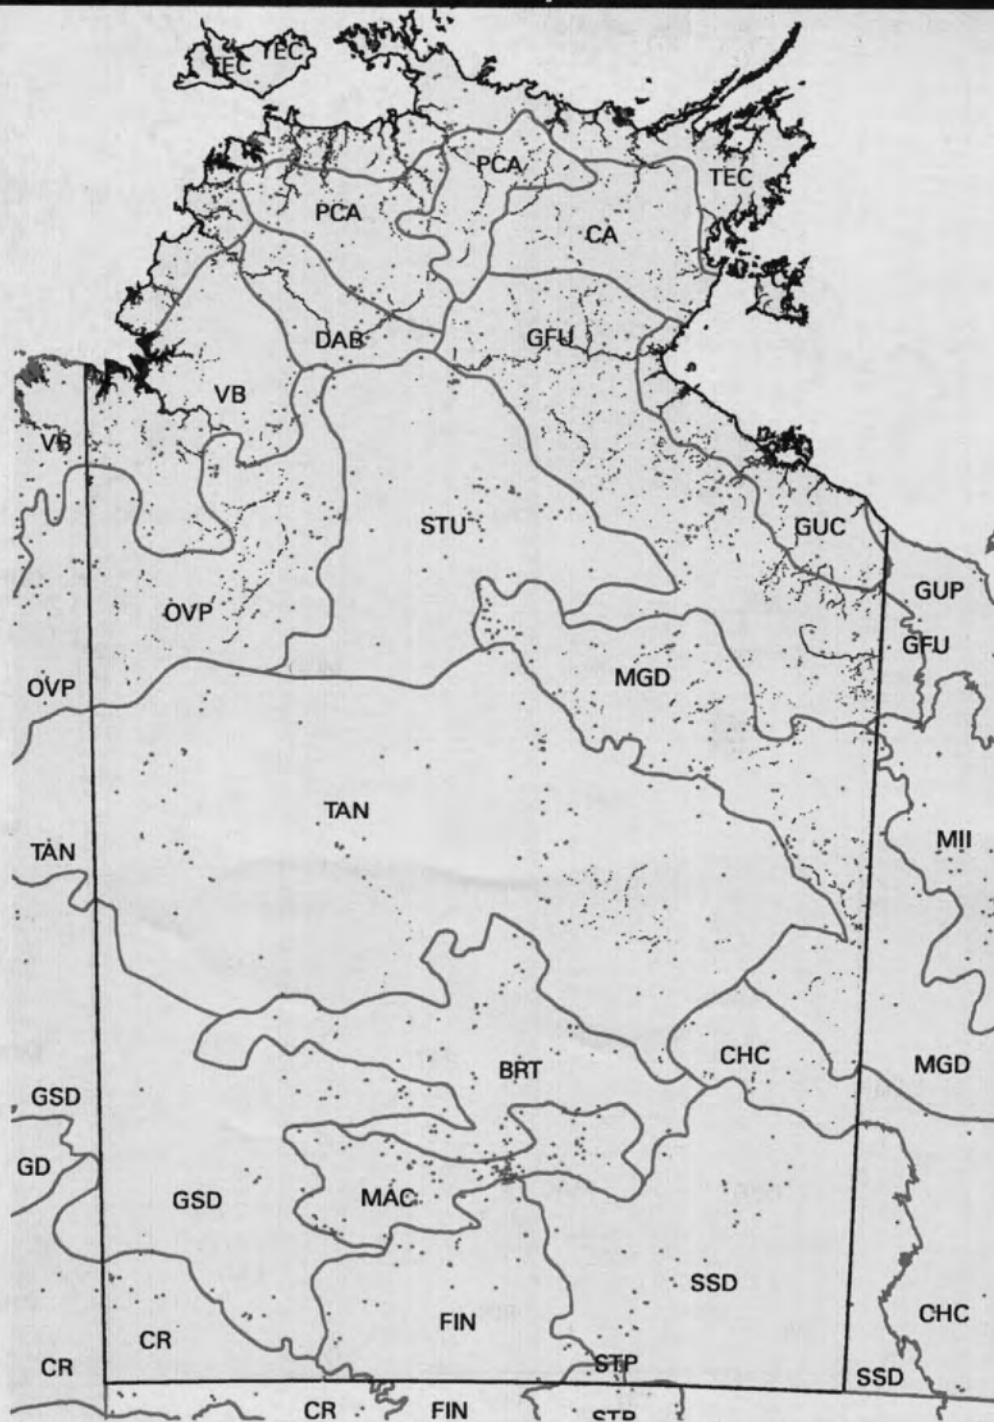 TEC TEC
PCA
TEC
PCA
CA
DAB
GFU
VB
VB
STU
GUC
GUP
OVP
GFU
OVP
MGD
TAN
TAN
MII
BRT
CHC
MGD
GSD
GD
GSD
MAC
SSD
FIN
CHC
CR
CR
STP
SSD
CR
FIN
STP